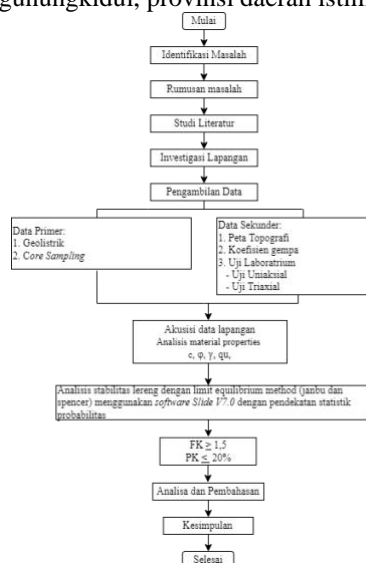 gunungkidul, provinsi daerah
Mulai
Identifikasi Masalah
Rumusan masalah
Studi Literatur
Investigasi Lapangan
Pengambilan Data
Data Primer:
1. Geolistrik
2. Core Sampling
Data Sekunder:
1. Peta Topografi
2. Koefisien gempa
3. Uji Laboratrium
- Uji Uniaksial
- Uji Triaxial
Akusisi data lapangan
Analisis material properties
c, φ, γ, qu,
Analisis stabilitas lereng dengan limit equilibrium method (janbu dan
spencer) menggunakan software Slide V7.0 dengan pendekatan statistik
probabilitas
FK ≥ 1,5
PK ≤ 20%
Analisa dan Pembahasan
Kesimpulan
Selesai